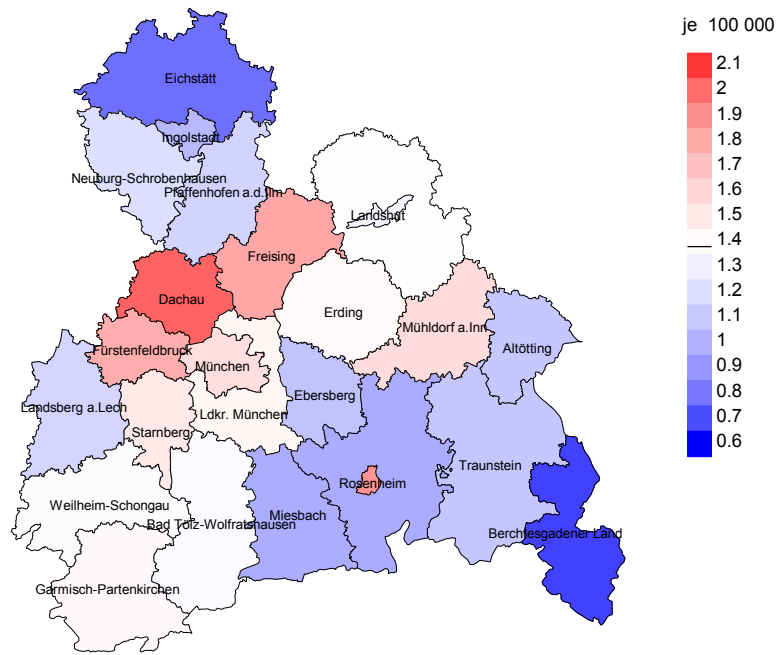 je 100 000
2.1
2
1.9
1.8
1.7
1.6
1.5
1.4
1.3
1.2
1.1
1
0.9
0.8
0.7
0.6
Eichstätt
Ingolstadt
Neuburg-Schrobenhausen
Pfaffenhofen a.d.Ilm
Landshut
Freising
Dachau
Erding
Mühldorf a.Inn
Altötting
Fürstenfeldbruck
München
Ebersberg
Landsberg a.Lech
Ldkr. München
Starnberg
Traunstein
Rosenheim
Weilheim-Schongau
Miesbach
Bad Tölz-Wolfratshausen
Berchtesgadener Land
Garmisch-Partenkirchen